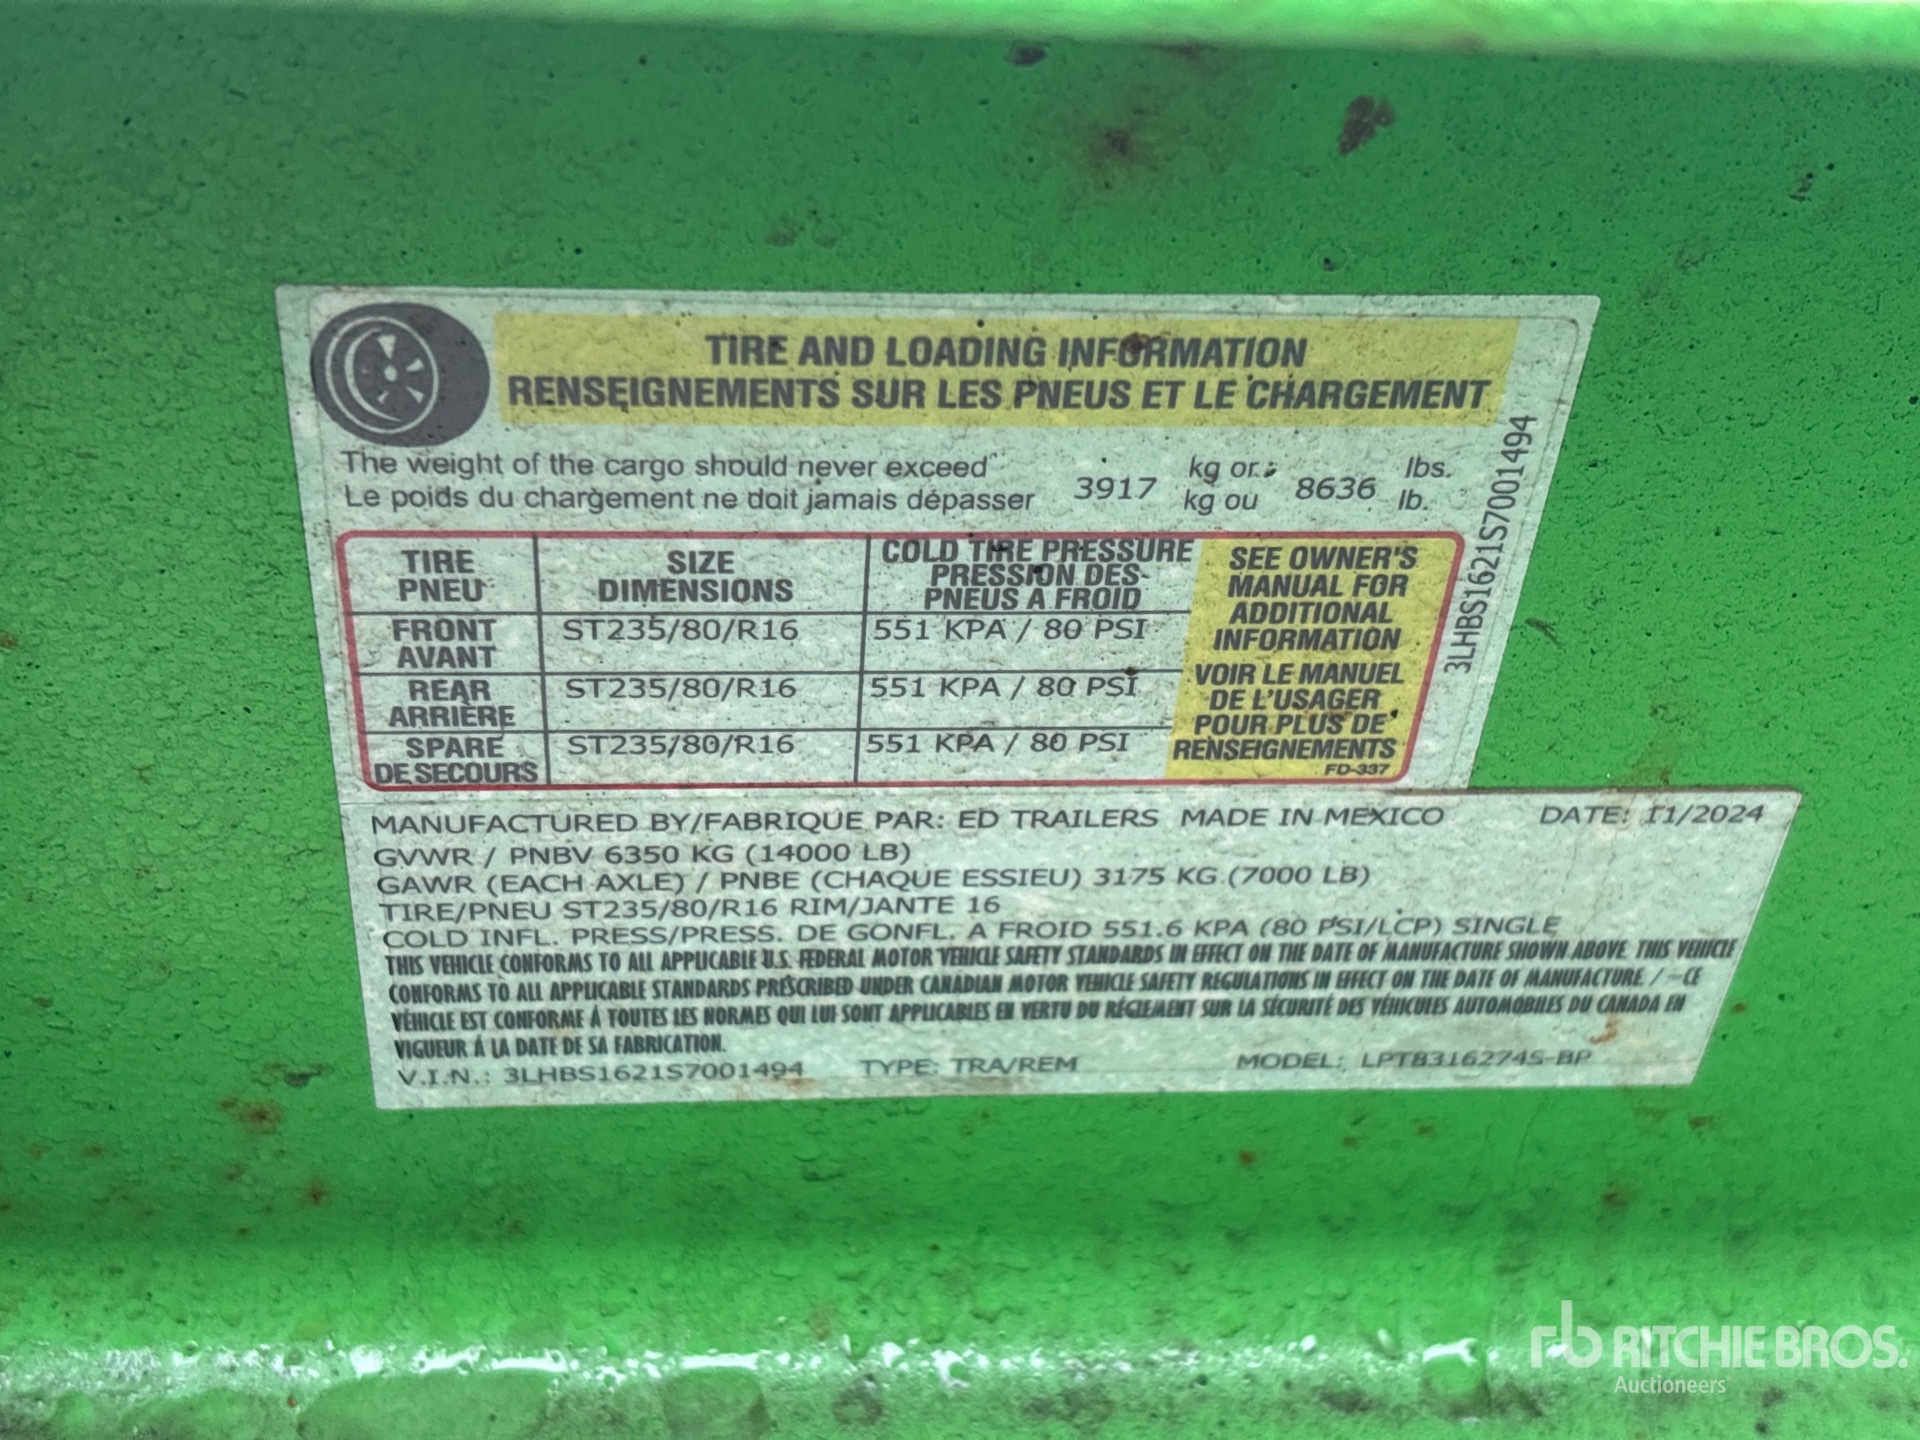 TIRE AND LOADING INFORMATION
RENSEIGNEMENTS SUR LES PNEUS ET LE CHARGEMENT
The weight of the cargo should never exceed 3917 kg or 8636 lbs.
Le poids du chargement ne doit jamais dépasser kg ou lb.
3LHBS1621S7001494
TIRE SIZE COLD TIRE PRESSURE
PNEU DIMENSIONS PRESSION DES
PNEUS A FROID
FRONT ST235/80/R16 551 KPA / 80 PSI
AVANT
REAR ST235/80/R16 551 KPA / 80 PSI
ARRIÈRE
SPARE ST235/80/R16 551 KPA / 80 PSI
DE SECOURS
SEE OWNER'S
MANUAL FOR
ADDITIONAL
INFORMATION
VOIR LE MANUEL
DE L'USAGER
POUR PLUS DE
RENSEIGNEMENTS
FD-337
MANUFACTURED BY/FABRIQUE PAR: ED TRAILERS MADE IN MEXICO DATE: 11/2024
GVWR / PNBV 6350 KG (14000 LB)
GAWR (EACH AXLE) / PNBE (CHAQUE ESSIEU) 3175 KG (7000 LB)
TIRE/PNEU ST235/80/R16 RIM/JANTE 16
COLD INFL. PRESS/PRESS. DE GONFL. A FROID 551.6 KPA (80 PSI/LCP) SINGLE
THIS VEHICLE CONFORMS TO ALL APPLICABLE U.S. FEDERAL MOTOR VEHICLE SAFETY STANDARDS IN EFFECT ON THE DATE OF MANUFACTURE SHOWN ABOVE. THIS VEHICLE
CONFORMS TO ALL APPLICABLE STANDARDS PRESCRIBED UNDER CANADIAN MOTOR VEHICLE SAFETY REGULATIONS IN EFFECT ON THE DATE OF MANUFACTURE. / –CE
VÉHICLE EST CONFORME Á TOUTES LES NORMES QUI LUI SONT APPLICABLES EN VERTU DU RÉGLEMENT SUR LA SÉCURITÉ DES VÉHICULES AUTOMOBILES DU CANADA EN
VIGUEUR Á LA DATE DE SA FABRICATION.
V.I.N.: 3LHBS1621S7001494 TYPE: TRA/REM MODEL: LPT8316274S-BP
rb RITCHIE BROS.
Auctioneers